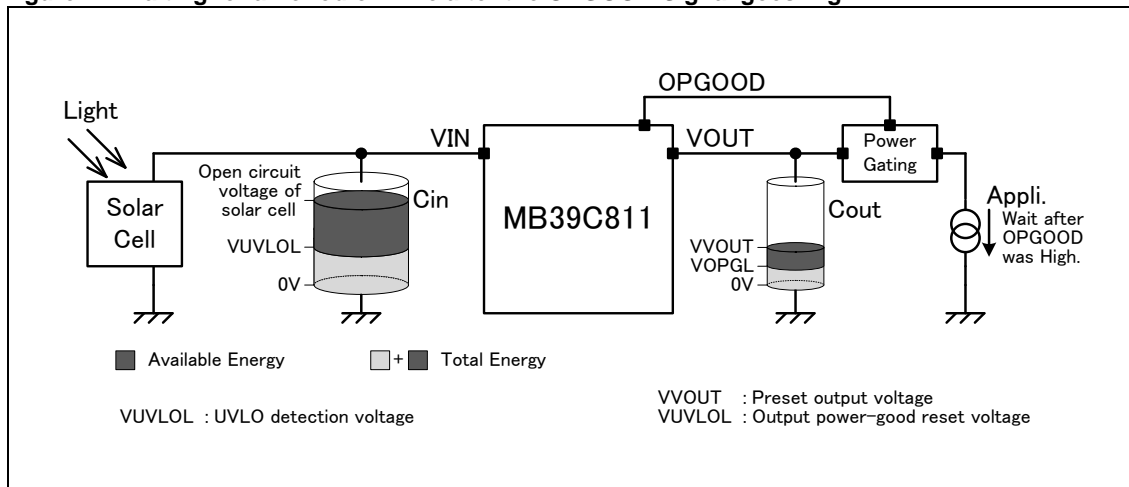 OPGOOD
Light
VIN
VOUT
Power
Gating
Open circuit
voltage of
solar cell
Cin
Solar
Cell
MB39C811
Cout
Appli.
Wait after
OPGOOD
was High.
VUVLOL
0V
VVOUT
VOPGL
0V
Available Energy
+
Total Energy
VUVLOL : UVLO detection voltage
VVOUT : Preset output voltage
VUVLOL : Output power-good reset voltage